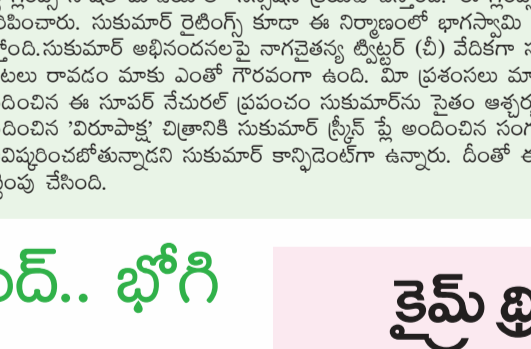 దిపించారు. సుకుమార్ రైటింగ్స్ కూడా ఈ నిర్మాణంలో భాగస్వామి
స్తోంది.సుకుమార్ అభినందనలపై నాగచైతన్య ట్విట్టర్ (చీ) వేదికగా
టలు రావడం మాకు ఎంతో గౌరవంగా ఉంది. మీ ప్రశంసలు మా
దించిన ఈ సూపర్ నేచురల్ ప్రపంచం సుకుమార్‌ను సైతం ఆశ్చర్య
దించిన 'విరూపాక్ష' చిత్రానికి సుకుమార్ స్క్రీన్ ప్లే అందించిన సంగ
విష్కరించబోతున్నాడని సుకుమార్ కాన్ఫిడెంట్‌గా ఉన్నారు. దీంతో ఈ
ట్టింపు చేసింది.
ంద్.. భోగి
క్రైమ్ థ్రి